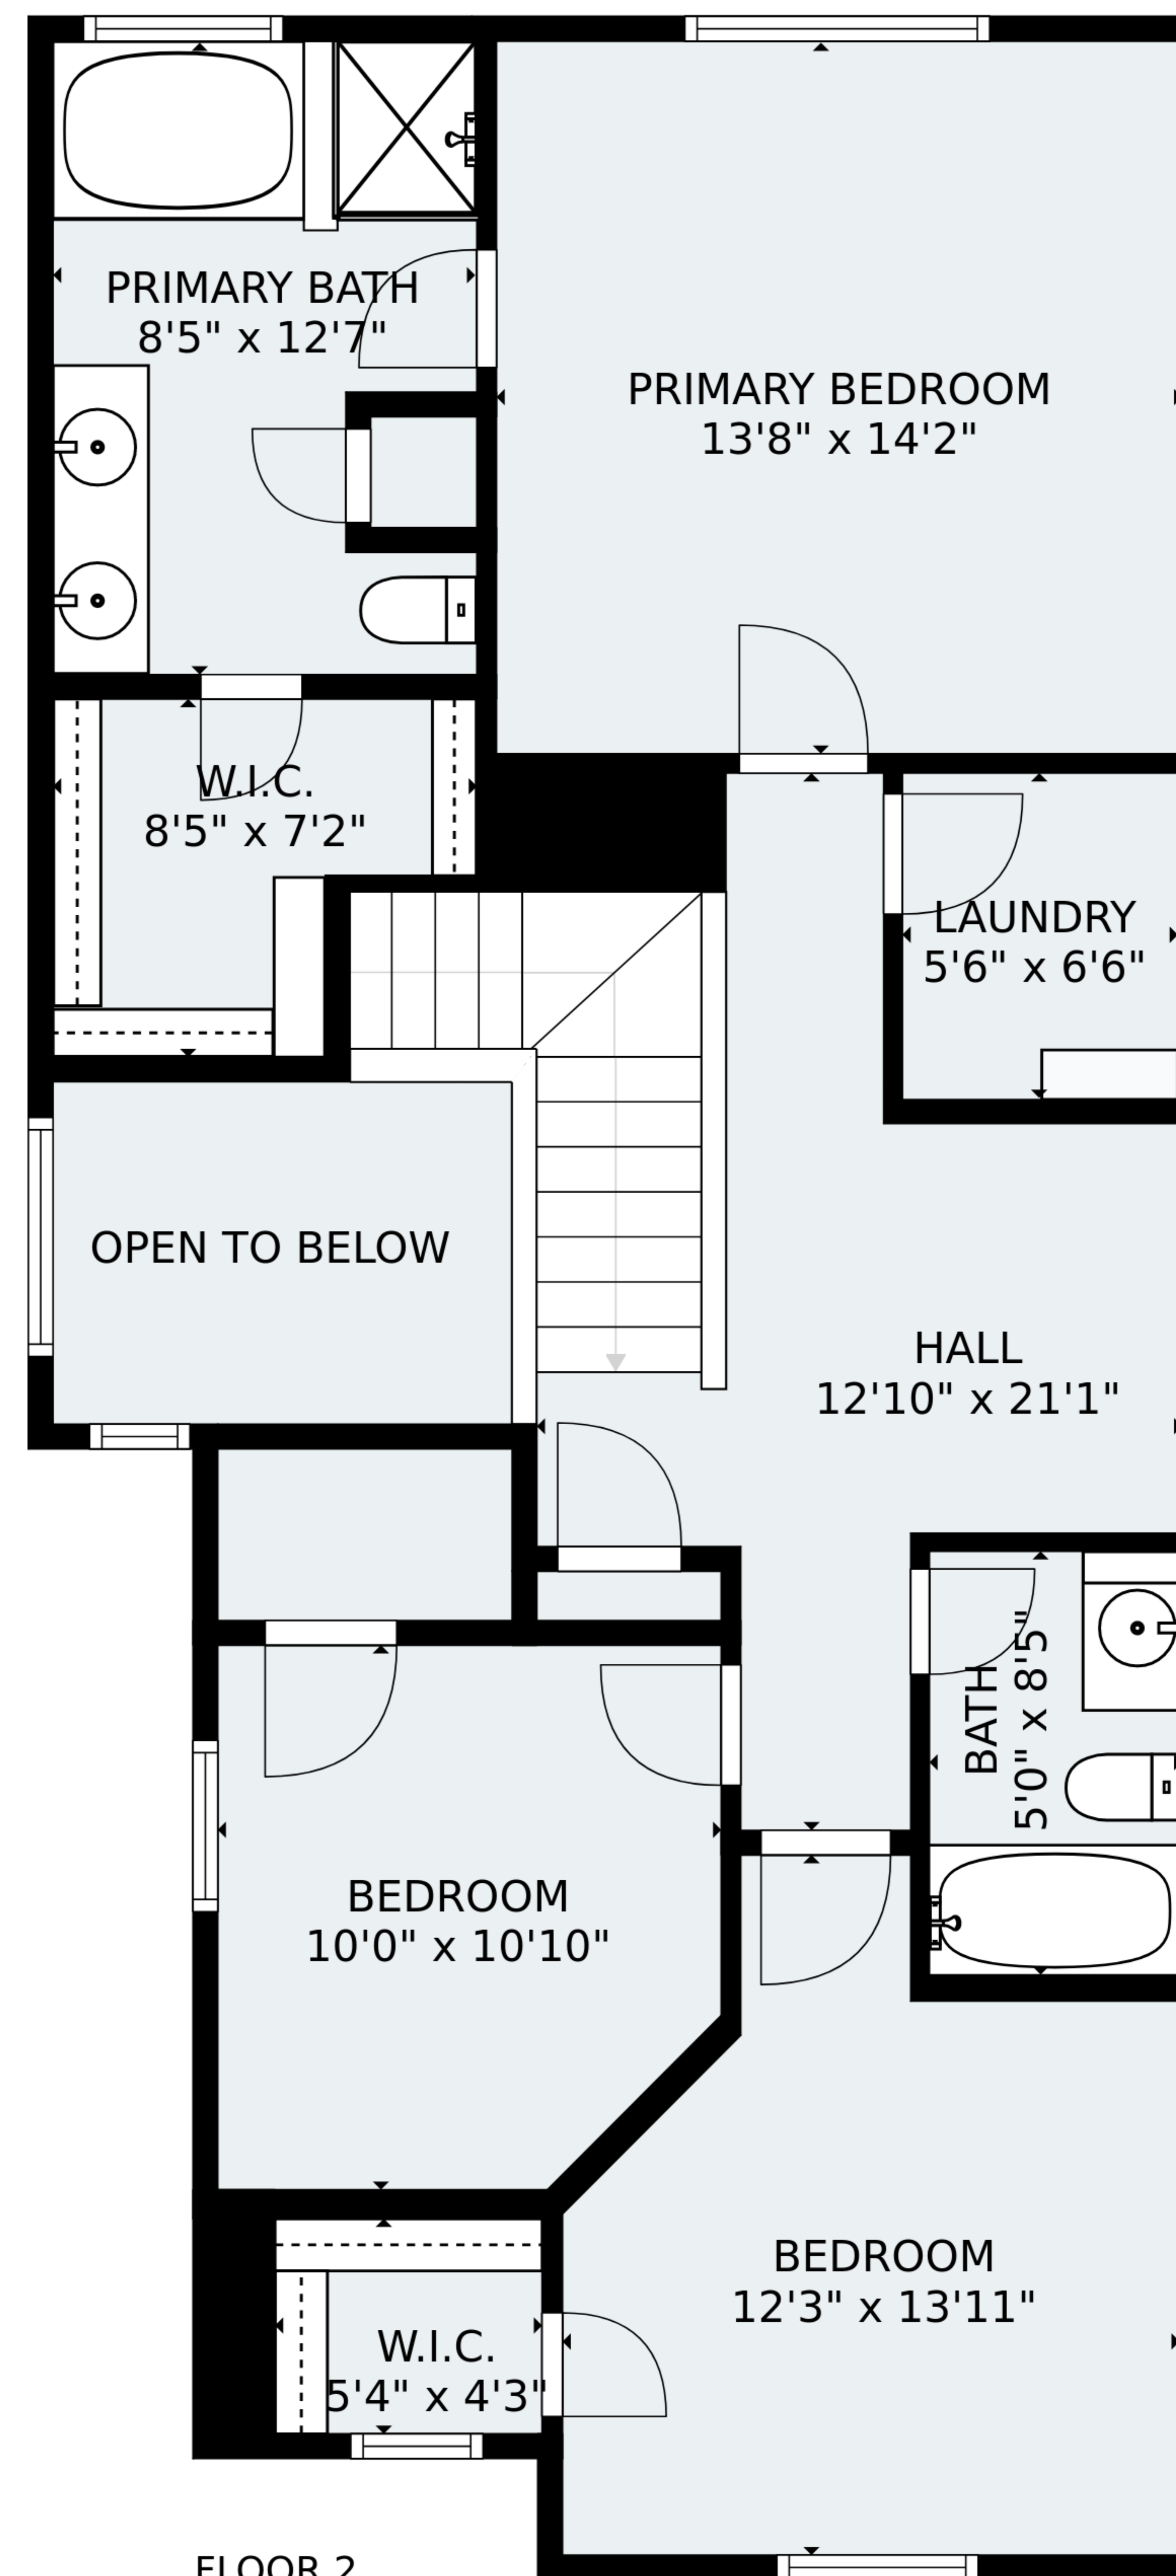 PRIMARY BATH
8'5" x 12'7"
PRIMARY BEDROOM
13'8" x 14'2"
W.I.C.
8'5" x 7'2"
LAUNDRY
5'6" x 6'6"
OPEN TO BELOW
HALL
12'10" x 21'1"
BATH
5'0" x 8'5"
BEDROOM
10'0" x 10'10"
BEDROOM
12'3" x 13'11"
W.I.C.
5'4" x 4'3"
FLOOR 2